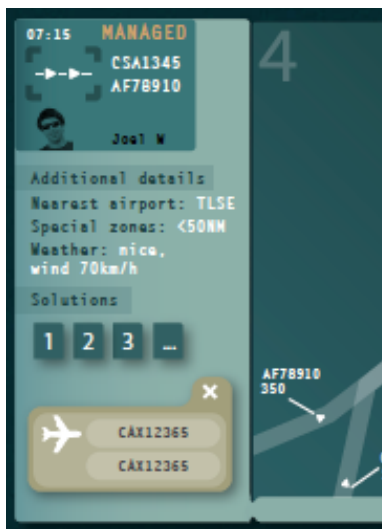 07:15 MANAGED
CSA1345
AF78910
Joel W
Additional details
Nearest airport: TLSE
Special zones: <50NM
Weather: nice,
wind 70km/h
Solutions
1 2 3 ...
CAX12365
CAX12365
4
AF78910
350